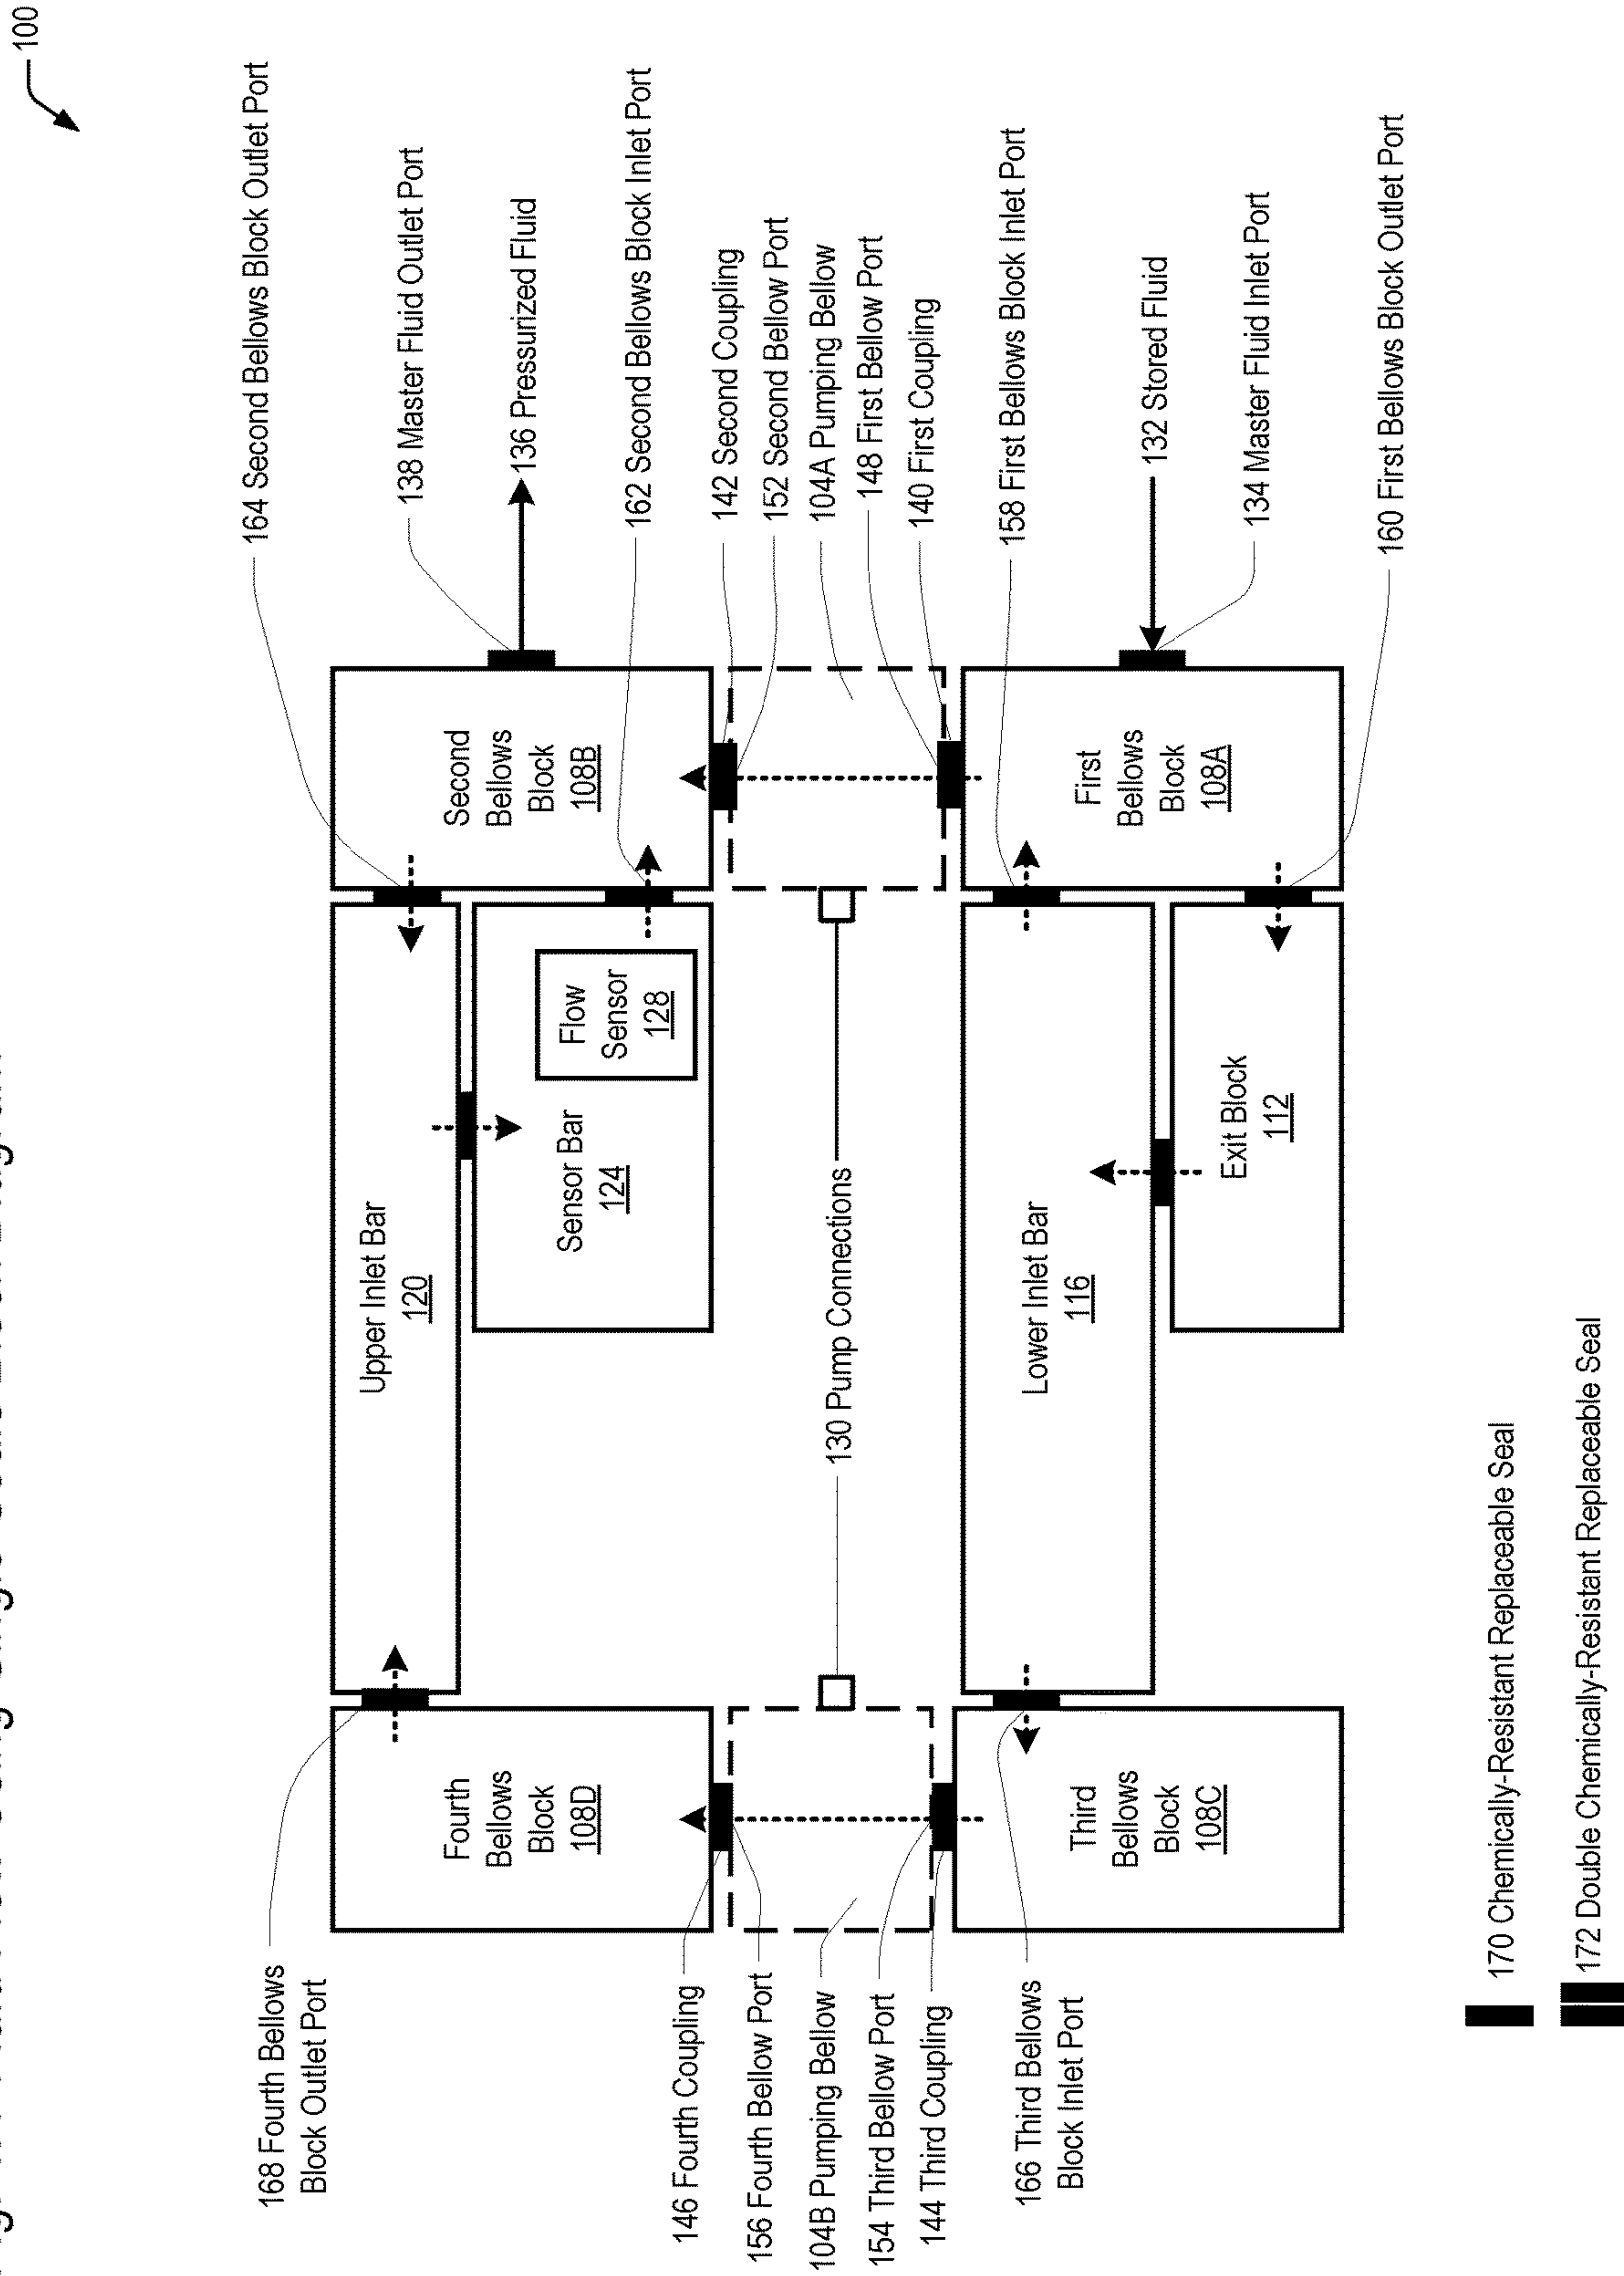 100
164 Second Bellows Block Outlet Port
138 Master Fluid Outlet Port
136 Pressurized Fluid
162 Second Bellows Block Inlet Port
142 Second Coupling
152 Second Bellow Port
104A Pumping Bellow
148 First Bellow Port
140 First Coupling
158 First Bellows Block Inlet Port
132 Stored Fluid
134 Master Fluid Inlet Port
160 First Bellows Block Outlet Port
Second
Bellows
Block
108B
First
Bellows
Block
108A
Upper Inlet Bar
120
Sensor Bar
124
Flow
Sensor
128
130 Pump Connections
Lower Inlet Bar
116
Exit Block
112
Fourth
Bellows
Block
108D
Third
Bellows
Block
108C
168 Fourth Bellows
Block Outlet Port
146 Fourth Coupling
156 Fourth Bellow Port
104B Pumping Bellow
154 Third Bellow Port
144 Third Coupling
166 Third Bellows
Block Inlet Port
170 Chemically-Resistant Replaceable Seal
172 Double Chemically-Resistant Replaceable Seal